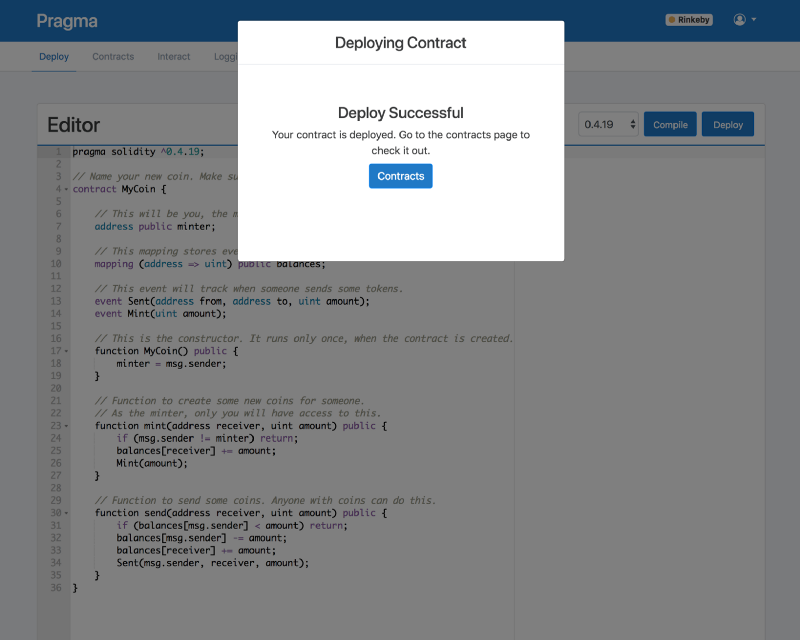 Pragma
Rinkeby
Deploying Contract
Deploy Contracts Interact Loggi
Deploy Successful
Your contract is deployed. Go to the contracts page to
check it out.
Contracts
Editor
0.4.19 Compile Deploy
1 pragma solidity ^0.4.19;
2
3 // Name your new coin. Make su
4 contract MyCoin {
5
6 // This will be you, the m
7 address public minter;
8
9 // This mapping stores eve
10 mapping (address => uint) public balances;
11
12 // This event will track when someone sends some tokens.
13 event Sent(address from, address to, uint amount);
14 event Mint(uint amount);
15
16 // This is the constructor. It runs only once, when the contract is created.
17 function MyCoin() public {
18 minter = msg.sender;
19 }
20
21 // Function to create some new coins for someone.
22 // As the minter, only you will have access to this.
23 function mint(address receiver, uint amount) public {
24 if (msg.sender != minter) return;
25 balances[receiver] += amount;
26 Mint(amount);
27 }
28
29 // Function to send some coins. Anyone with coins can do this.
30 function send(address receiver, uint amount) public {
31 if (balances[msg.sender] < amount) return;
32 balances[msg.sender] -= amount;
33 balances[receiver] += amount;
34 Sent(msg.sender, receiver, amount);
35 }
36 }